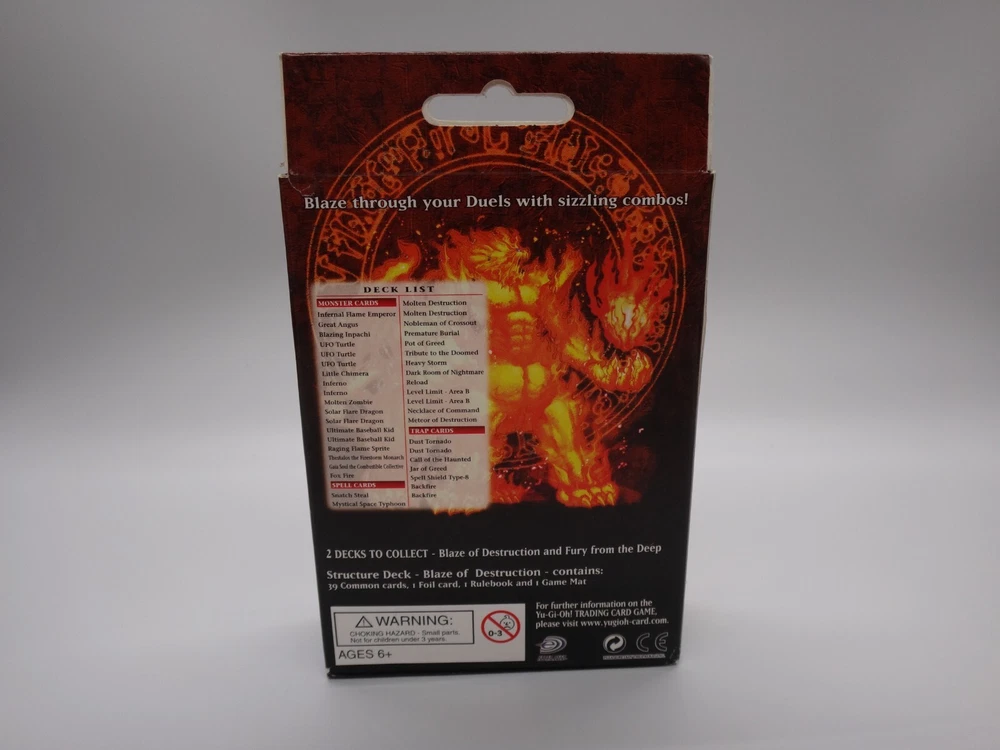 Blaze through your Duels with sizzling combos!
DECK LIST
MONSTER CARDS
Infernal Flame Emperor
Great Angus
Blazing Inpachi
UFO Turtle
UFO Turtle
UFO Turtle
Little Chimera
Inferno
Inferno
Molten Zombie
Solar Flare Dragon
Solar Flare Dragon
Ultimate Baseball Kid
Ultimate Baseball Kid
Raging Flame Sprite
Thestalos the Firestorm Monarch
Gaia Soul the Combustible Collective
Fox Fire
SPELL CARDS
Snatch Steal
Mystical Space Typhoon
Molten Destruction
Molten Destruction
Nobleman of Crossout
Premature Burial
Pot of Greed
Tribute to the Doomed
Heavy Storm
Dark Room of Nightmare
Reload
Level Limit - Area B
Level Limit - Area B
Necklace of Command
Meteor of Destruction
TRAP CARDS
Dust Tornado
Dust Tornado
Call of the Haunted
Jar of Greed
Spell Shield Type-8
Backfire
Backfire
2 DECKS TO COLLECT - Blaze of Destruction and Fury from the Deep
Structure Deck - Blaze of Destruction - contains:
39 Common cards, 1 Foil card, 1 Rulebook and 1 Game Mat
WARNING:
CHOKING HAZARD - Small parts.
Not for children under 3 years.
AGES 6+
0-3
For further information on the
Yu-Gi-Oh! TRADING CARD GAME,
please visit www.yugioh-card.com.
CE